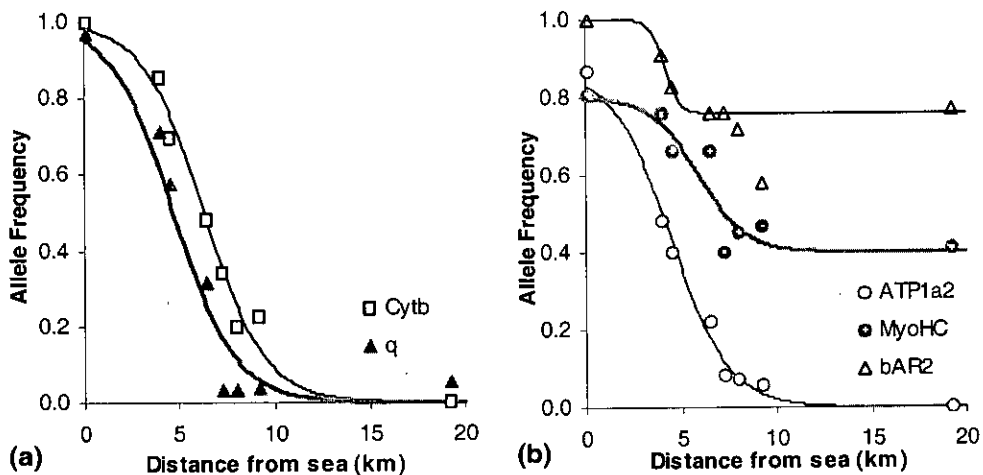 1.0
0.8
0.6
0.4
0.2
0.0
Allele Frequency
Cytb
q
0
5
10
15
20
(a)
Distance from sea (km)
(b)
1.0
0.8
0.6
0.4
0.2
0.0
Allele Frequency
ATP1a2
MyoHC
bAR2
0
5
10
15
20
Distance from sea (km)